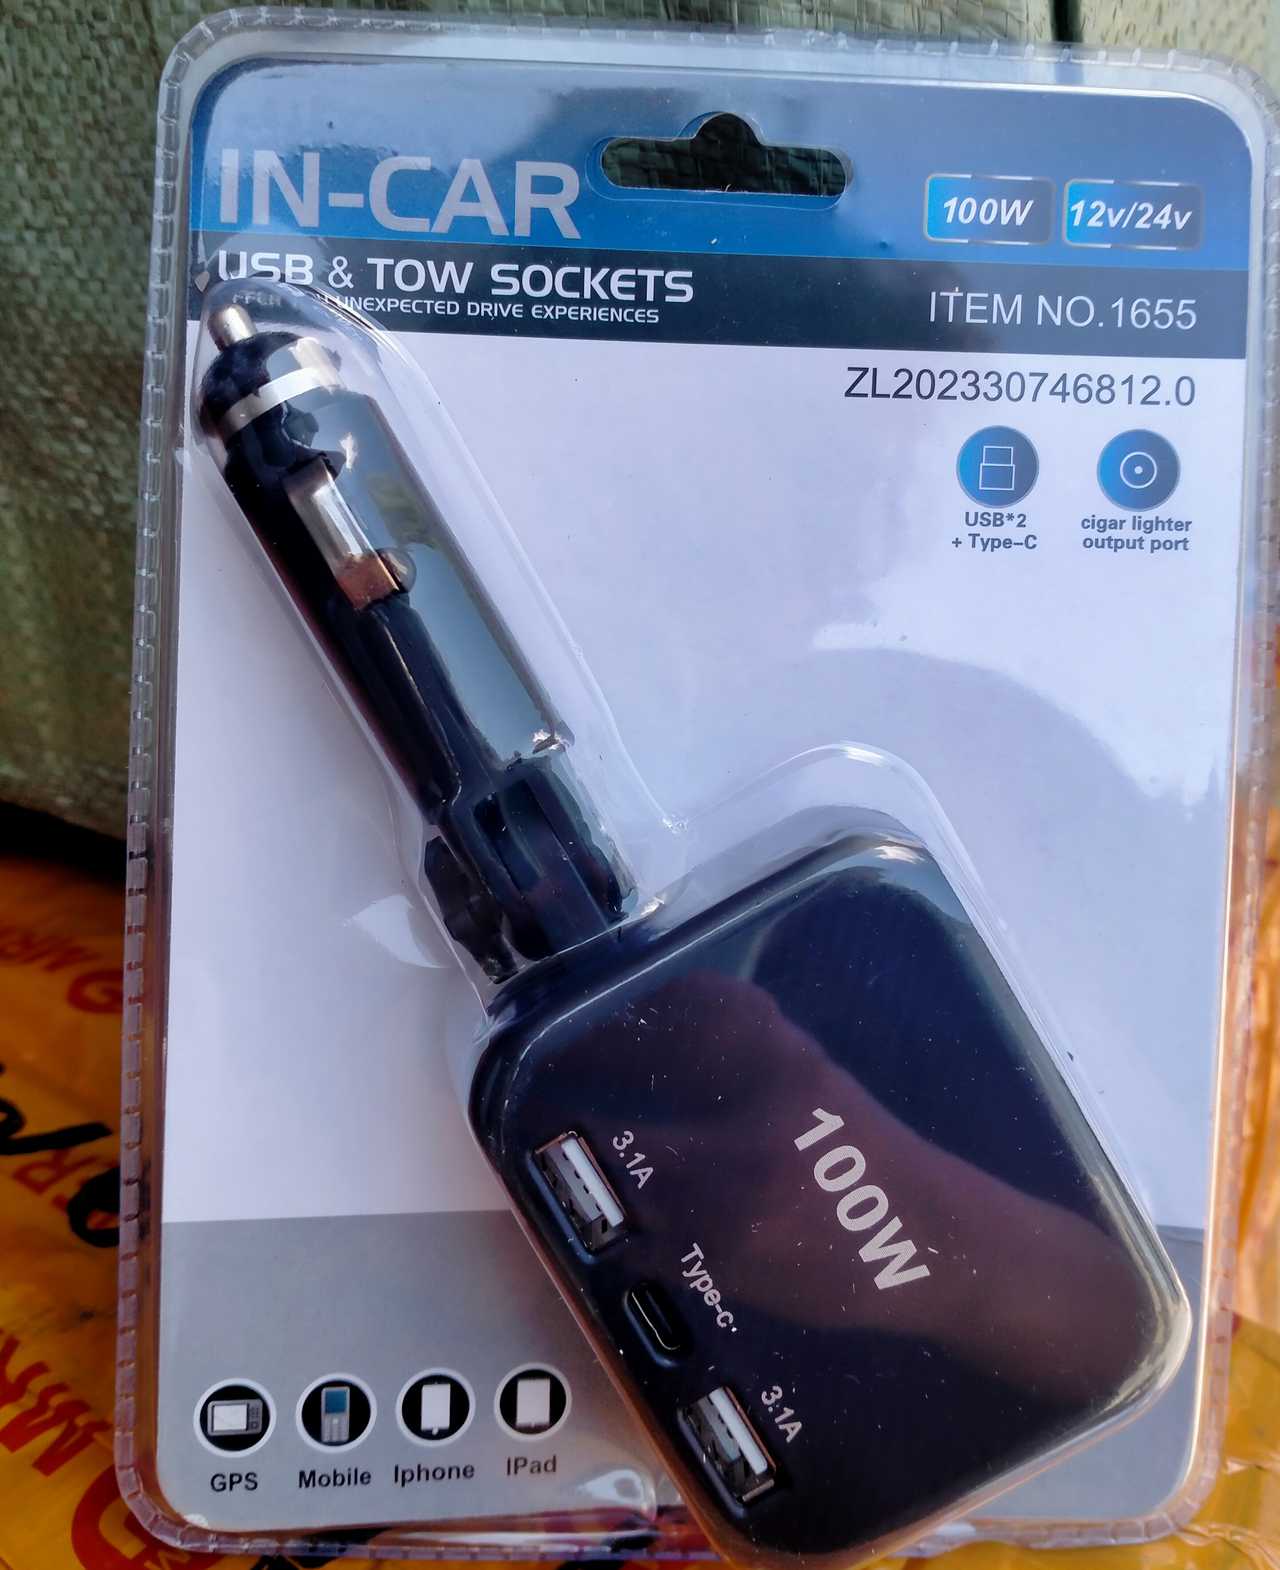 IN-CAR
100W
12v/24v
USB & TOW SOCKETS
UNEXPECTED DRIVE EXPERIENCES
ITEM NO.1655
ZL202330746812.0
USB*2
+ Type-C
cigar lighter
output port
3.1A
100W
Type-C
3.1A
GPS
Mobile
Iphone
IPad